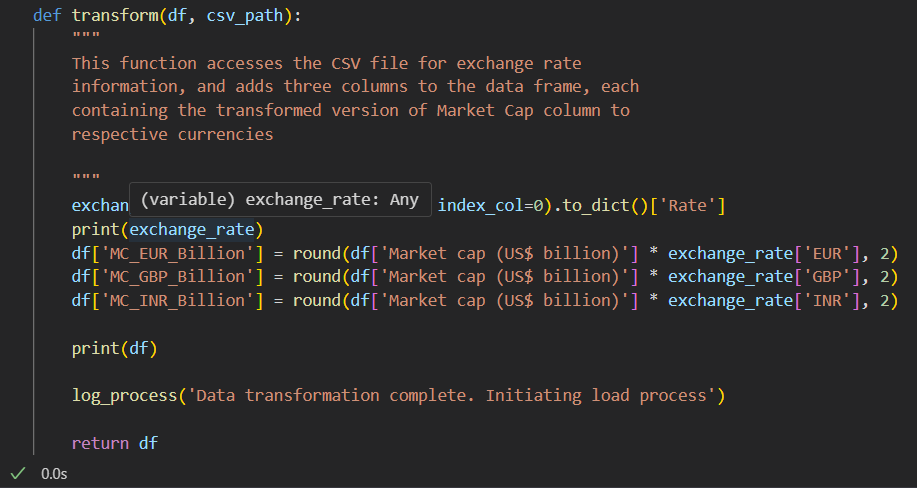 def transform(df, csv_path):
"""
This function accesses the CSV file for exchange rate
information, and adds three columns to the data frame, each
containing the transformed version of Market Cap column to
respective currencies
"""
(variable) exchange_rate: Any
exchan index_col=0).to_dict()['Rate']
print(exchange_rate)
df['MC_EUR_Billion'] = round(df['Market cap (US$ billion)'] * exchange_rate['EUR'], 2)
df['MC_GBP_Billion'] = round(df['Market cap (US$ billion)'] * exchange_rate['GBP'], 2)
df['MC_INR_Billion'] = round(df['Market cap (US$ billion)'] * exchange_rate['INR'], 2)
print(df)
log_process('Data transformation complete. Initiating load process')
return df
0.0s